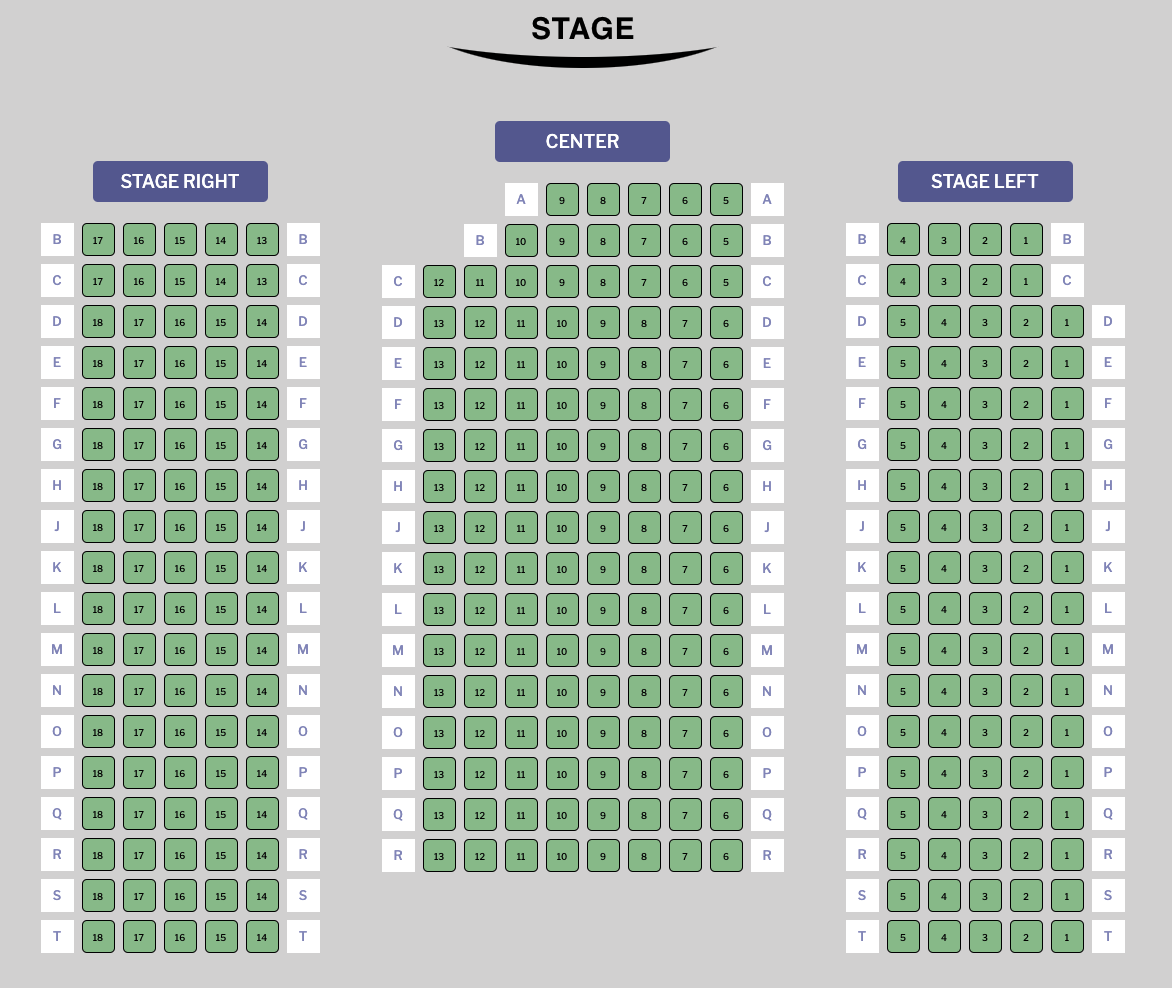 STAGE
CENTER
STAGE RIGHT
STAGE LEFT
A 9 8 7 6 5 A
B 17 16 15 14 13 B B 10 9 8 7 6 5 B B 4 3 2 1 B
C 17 16 15 14 13 C C 12 11 10 9 8 7 6 5 C C 4 3 2 1 C
D 18 17 16 15 14 D D 13 12 11 10 9 8 7 6 D D 5 4 3 2 1 D
E 18 17 16 15 14 E E 13 12 11 10 9 8 7 6 E E 5 4 3 2 1 E
F 18 17 16 15 14 F F 13 12 11 10 9 8 7 6 F F 5 4 3 2 1 F
G 18 17 16 15 14 G G 13 12 11 10 9 8 7 6 G G 5 4 3 2 1 G
H 18 17 16 15 14 H H 13 12 11 10 9 8 7 6 H H 5 4 3 2 1 H
J 18 17 16 15 14 J J 13 12 11 10 9 8 7 6 J J 5 4 3 2 1 J
K 18 17 16 15 14 K K 13 12 11 10 9 8 7 6 K K 5 4 3 2 1 K
L 18 17 16 15 14 L L 13 12 11 10 9 8 7 6 L L 5 4 3 2 1 L
M 18 17 16 15 14 M M 13 12 11 10 9 8 7 6 M M 5 4 3 2 1 M
N 18 17 16 15 14 N N 13 12 11 10 9 8 7 6 N N 5 4 3 2 1 N
O 18 17 16 15 14 O O 13 12 11 10 9 8 7 6 O O 5 4 3 2 1 O
P 18 17 16 15 14 P P 13 12 11 10 9 8 7 6 P P 5 4 3 2 1 P
Q 18 17 16 15 14 Q Q 13 12 11 10 9 8 7 6 Q Q 5 4 3 2 1 Q
R 18 17 16 15 14 R R 13 12 11 10 9 8 7 6 R R 5 4 3 2 1 R
S 18 17 16 15 14 S S 5 4 3 2 1 S
T 18 17 16 15 14 T T 5 4 3 2 1 T